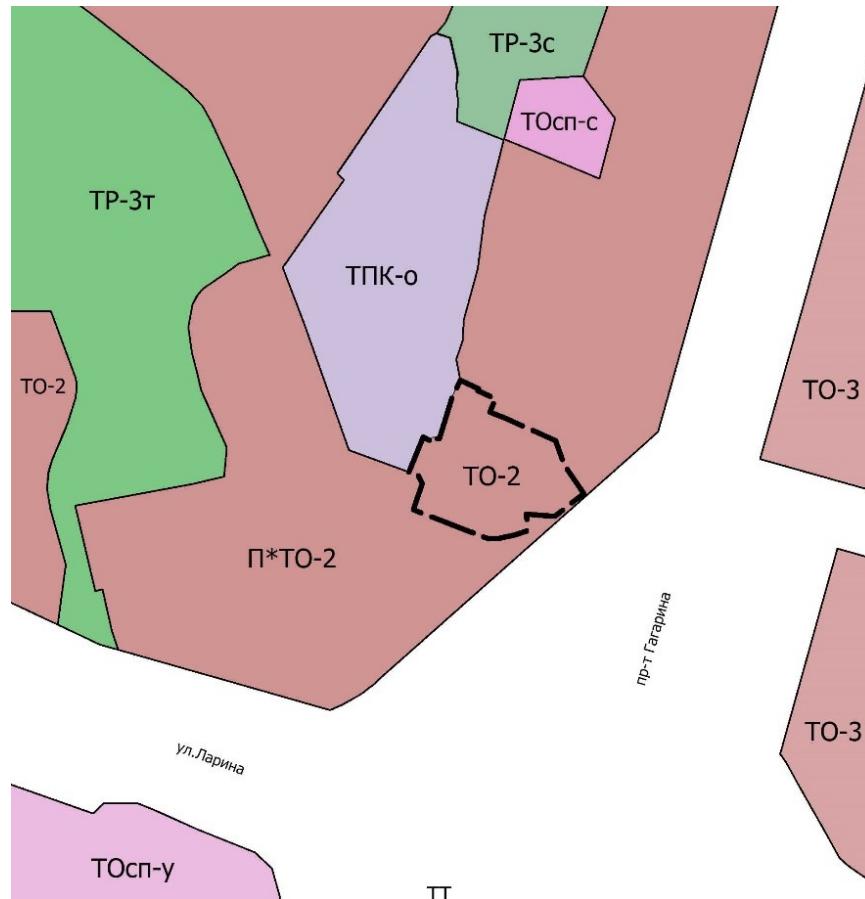 ТР-3с
ТОсп-с
ТР-3т
ТПК-о
ТО-2
ТО-3
ТО-2
П*ТО-2
пр-т Гагарина
ул.Ларина
ТО-3
ТОсп-у
ТТ